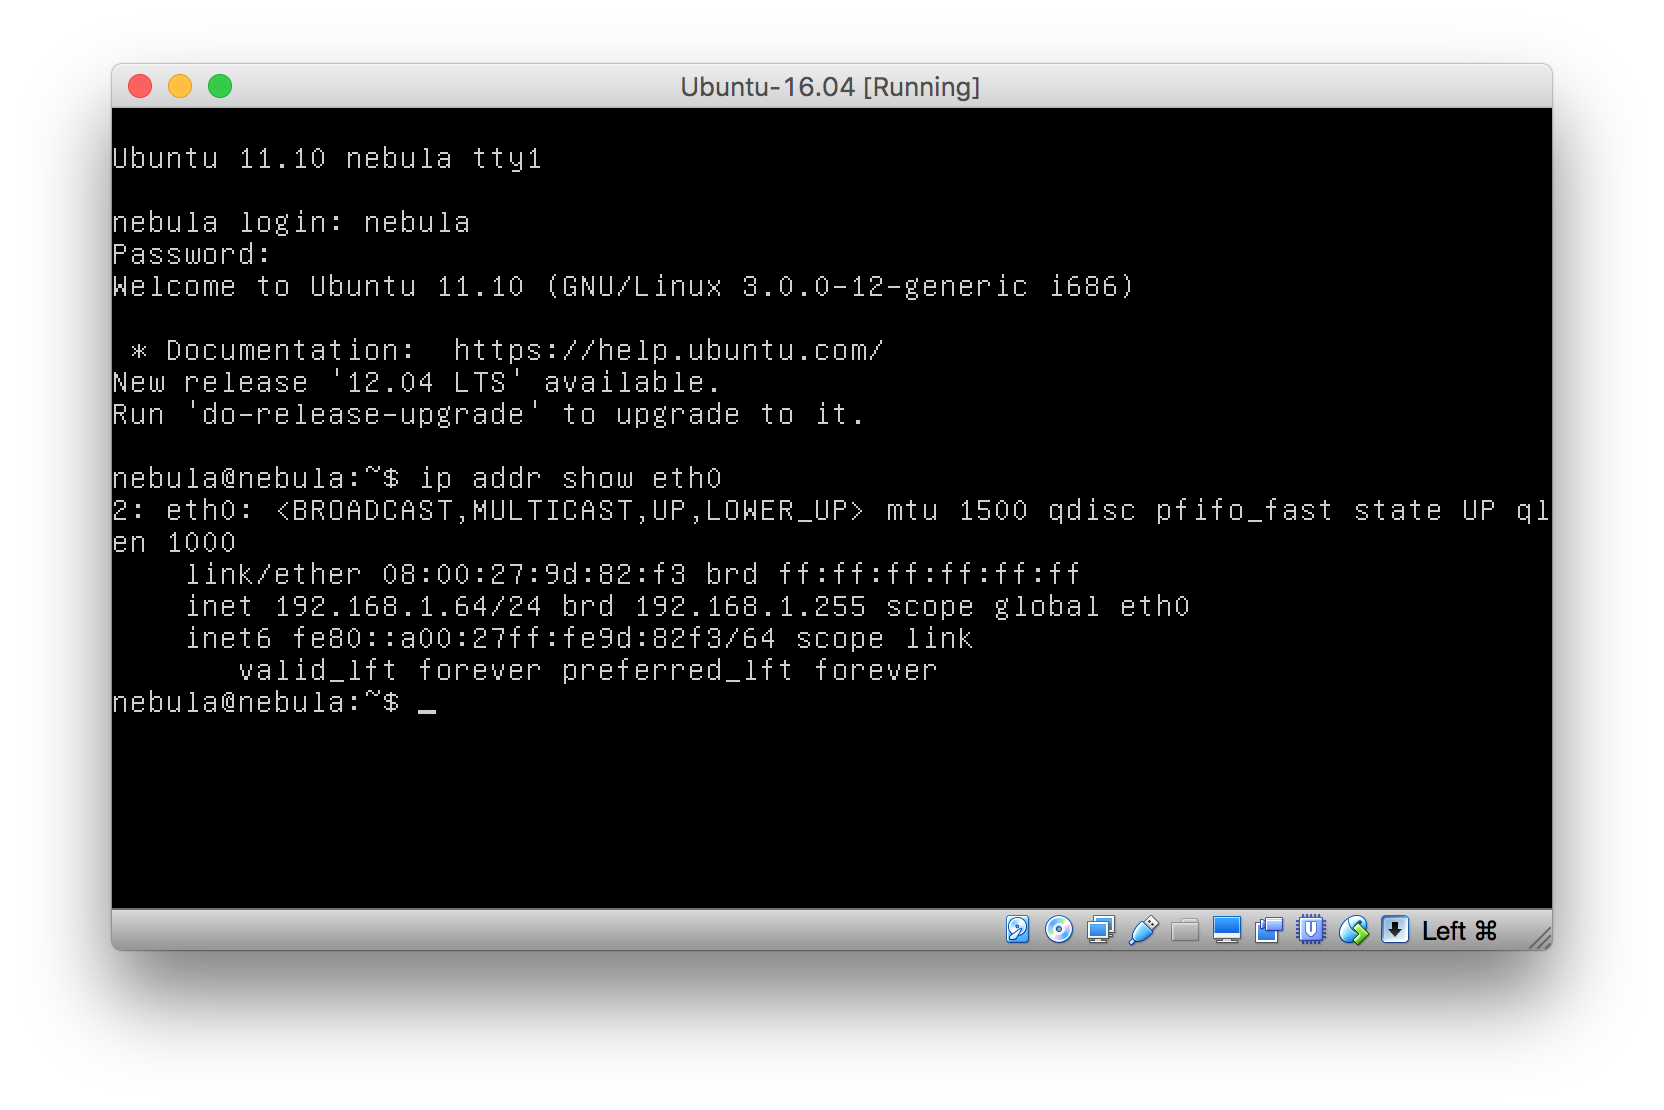 Ubuntu-16.04 [Running]
Ubuntu 11.10 nebula tty1
nebula login: nebula
Password:
Welcome to Ubuntu 11.10 (GNU/Linux 3.0.0-12-generic i686)
* Documentation:  https://help.ubuntu.com/
New release '12.04 LTS' available.
Run 'do-release-upgrade' to upgrade to it.
nebula@nebula:~$ ip addr show eth0
2: eth0: <BROADCAST,MULTICAST,UP,LOWER_UP> mtu 1500 qdisc pfifo_fast state UP ql
en 1000
link/ether 08:00:27:9d:82:f3 brd ff:ff:ff:ff:ff:ff
inet 192.168.1.64/24 brd 192.168.1.255 scope global eth0
inet6 fe80::a00:27ff:fe9d:82f3/64 scope link
valid_lft forever preferred_lft forever
nebula@nebula:~$ _
Left ⌘